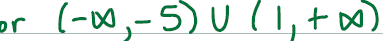 or (-∞, -5) ∪ (1, +∞)